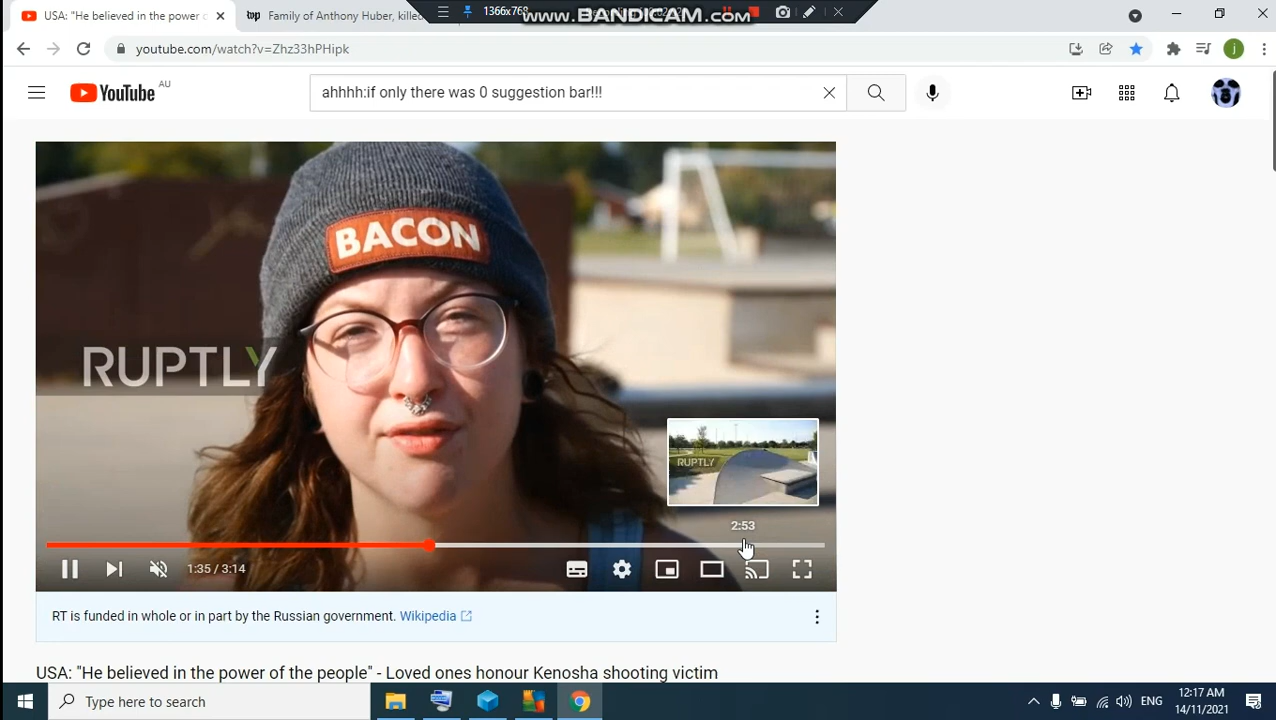 USA: "He believed in the power o
Family of Anthony Huber, killed
1366x768
www.BANDICAM.com
youtube.com/watch?v=Zhz33hPHipk
YouTube AU
ahhhh:if only there was 0 suggestion bar!!!
BACON
RUPTLY
RUPTLY
2:53
1:35 / 3:14
RT is funded in whole or in part by the Russian government. Wikipedia
USA: "He believed in the power of the people" - Loved ones honour Kenosha shooting victim
Type here to search
ENG
12:17 AM
14/11/2021